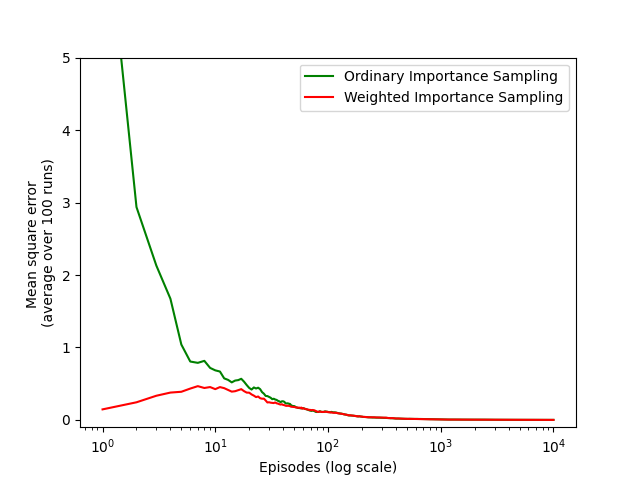 5
4
3
2
1
0
Mean square error
(average over 100 runs)
Ordinary Importance Sampling
Weighted Importance Sampling
10⁰
10¹
10²
10³
10⁴
Episodes (log scale)